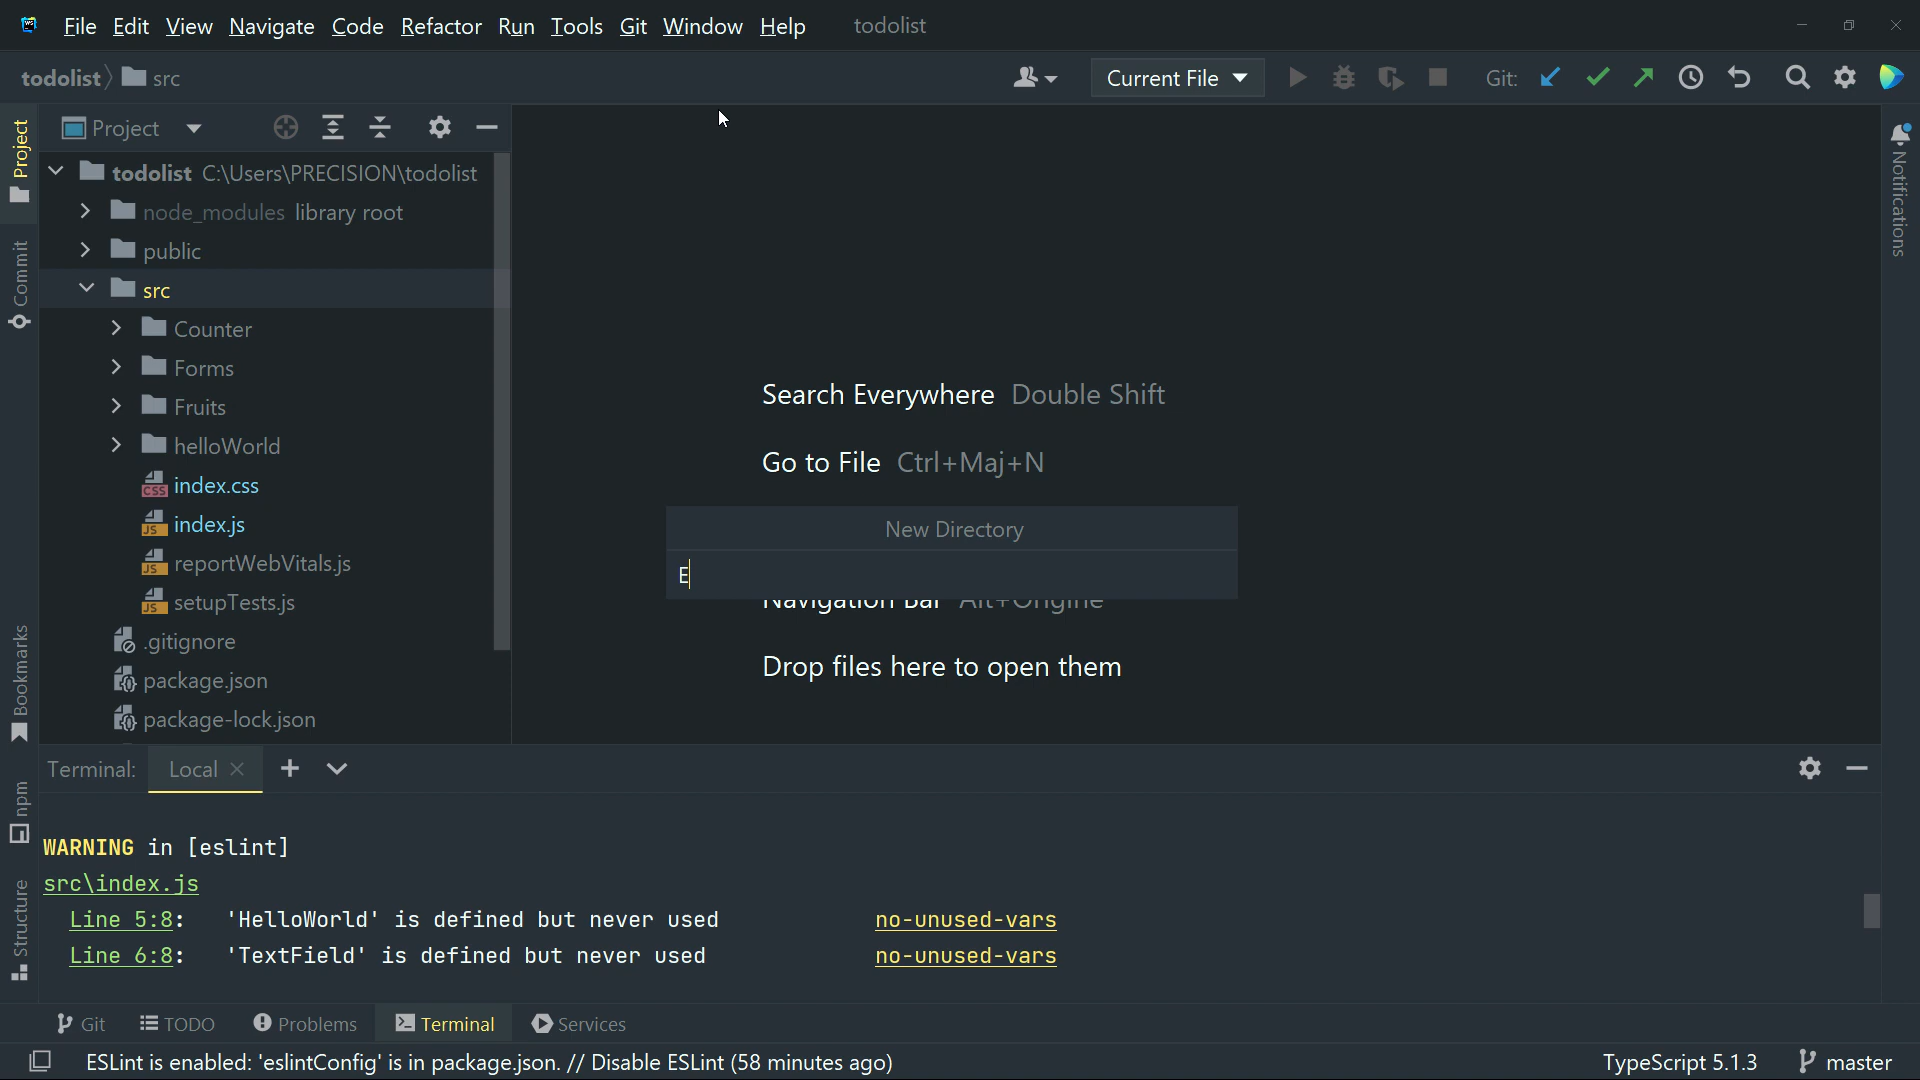 File Edit View Navigate Code Refactor Run Tools Git Window Help todolist
todolist src
Current File
Git:
Project
Project
todolist C:\Users\PRECISION\todolist
node_modules library root
public
src
Counter
Forms
Fruits
helloWorld
index.css
index.js
reportWebVitals.js
setupTests.js
.gitignore
package.json
package-lock.json
Commit
Bookmarks
npm
Structure
Notifications
Search Everywhere Double Shift
Go to File Ctrl+Maj+N
New Directory
E
Navigation Bar Alt+Origine
Drop files here to open them
Terminal: Local
WARNING in [eslint]
src\index.js
Line 5:8: 'HelloWorld' is defined but never used no-unused-vars
Line 6:8: 'TextField' is defined but never used no-unused-vars
Git TODO Problems Terminal Services
ESLint is enabled: 'eslintConfig' is in package.json. // Disable ESLint (58 minutes ago) TypeScript 5.1.3 master